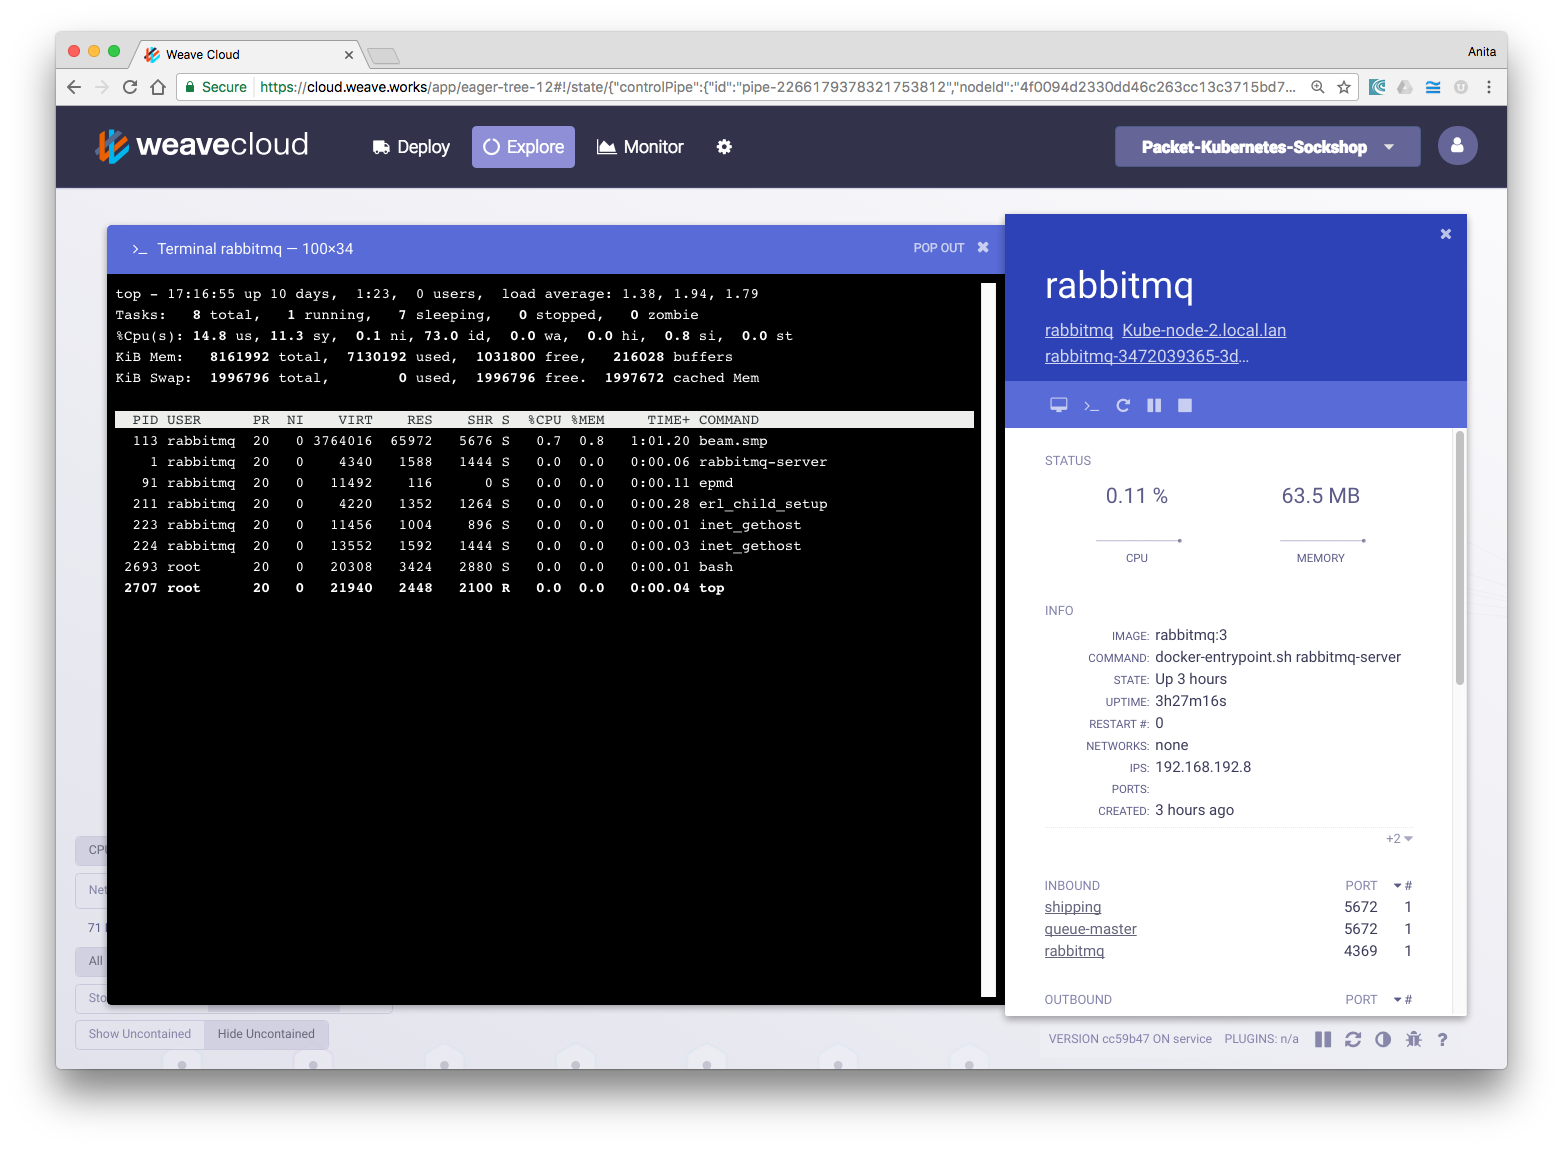 Weave Cloud
Anita
Secure https://cloud.weave.works/app/eager-tree-12#!/state/{"controlPipe":{"id":"pipe-2266179378321753812","nodeId":"4f0094d2330dd46c263cc13c3715bd7...
weavecloud Deploy Explore Monitor Packet-Kubernetes-Sockshop
>_ Terminal rabbitmq — 100×34 POP OUT
top - 17:16:55 up 10 days,  1:23,  0 users,  load average: 1.38, 1.94, 1.79
Tasks:   8 total,   1 running,   7 sleeping,   0 stopped,   0 zombie
%Cpu(s): 14.8 us, 11.3 sy,  0.1 ni, 73.0 id,  0.0 wa,  0.0 hi,  0.8 si,  0.0 st
KiB Mem:   8161992 total,  7130192 used,  1031800 free,   216028 buffers
KiB Swap:  1996796 total,        0 used,  1996796 free.  1997672 cached Mem
PID USER      PR  NI    VIRT    RES    SHR S  %CPU %MEM     TIME+ COMMAND
113 rabbitmq  20   0 3764016  65972   5676 S   0.7  0.8   1:01.20 beam.smp
1 rabbitmq  20   0    4340   1588   1444 S   0.0  0.0   0:00.06 rabbitmq-server
91 rabbitmq  20   0   11492    116      0 S   0.0  0.0   0:00.11 epmd
211 rabbitmq  20   0    4220   1352   1264 S   0.0  0.0   0:00.28 erl_child_setup
223 rabbitmq  20   0   11456   1004    896 S   0.0  0.0   0:00.01 inet_gethost
224 rabbitmq  20   0   13552   1592   1444 S   0.0  0.0   0:00.03 inet_gethost
2693 root      20   0   20308   3424   2880 S   0.0  0.0   0:00.01 bash
2707 root      20   0   21940   2448   2100 R   0.0  0.0   0:00.04 top
rabbitmq
rabbitmq Kube-node-2.local.lan
rabbitmq-3472039365-3d...
>_
STATUS
0.11 % 63.5 MB
CPU MEMORY
INFO
IMAGE: rabbitmq:3
COMMAND: docker-entrypoint.sh rabbitmq-server
STATE: Up 3 hours
UPTIME: 3h27m16s
RESTART #: 0
NETWORKS: none
IPS: 192.168.192.8
PORTS:
CREATED: 3 hours ago
+2
INBOUND PORT #
shipping 5672 1
queue-master 5672 1
rabbitmq 4369 1
OUTBOUND PORT #
CPU
Net
71
All
Sto
Show Uncontained Hide Uncontained
VERSION cc59b47 ON service PLUGINS: n/a ?